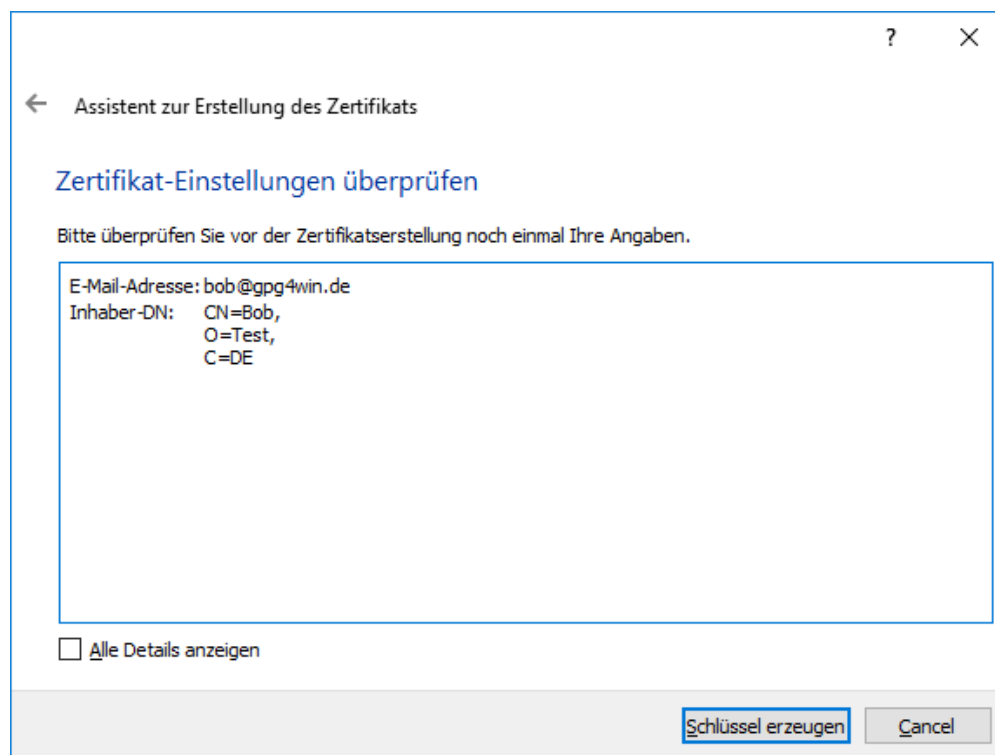 ?
Assistent zur Erstellung des Zertifikats
Zertifikat-Einstellungen überprüfen
Bitte überprüfen Sie vor der Zertifikatserstellung noch einmal Ihre Angaben.
E-Mail-Adresse: bob@gpg4win.de
Inhaber-DN: CN=Bob,
O=Test,
C=DE
Alle Details anzeigen
Schlüssel erzeugen Cancel